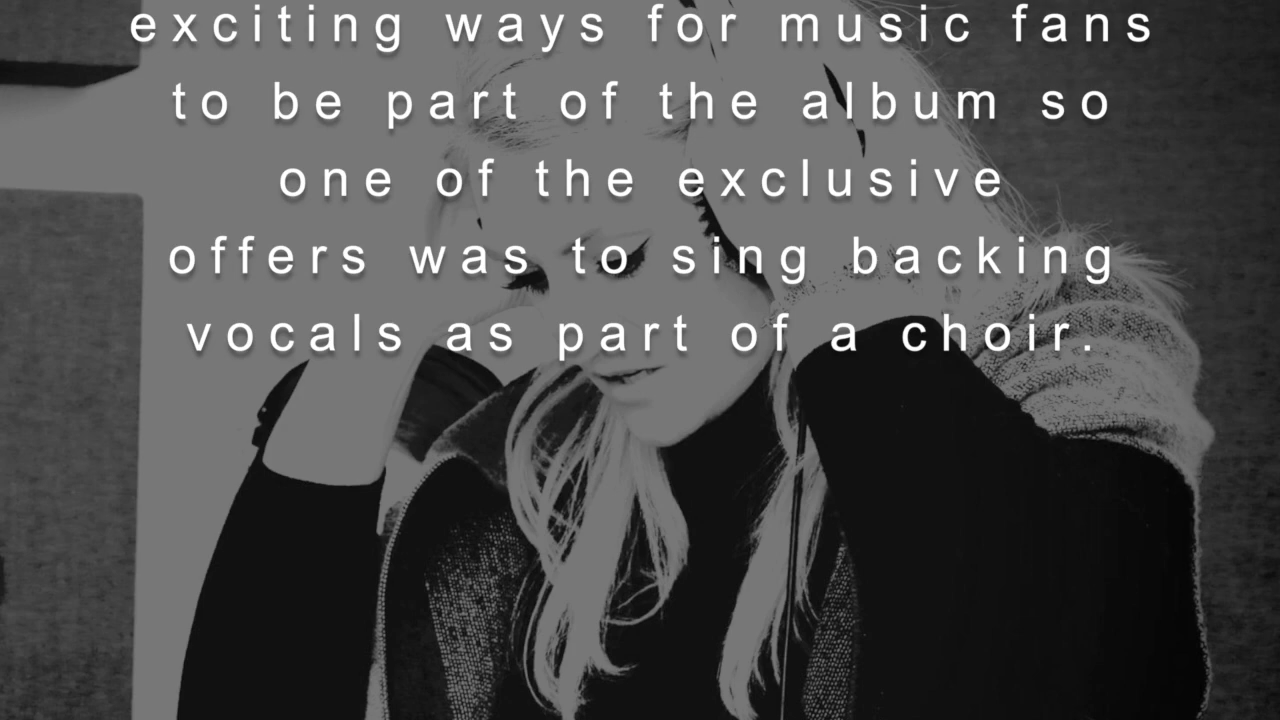 exciting ways for music fans
to be part of the album so
one of the exclusive
offers was to sing backing
vocals as part of a choir.